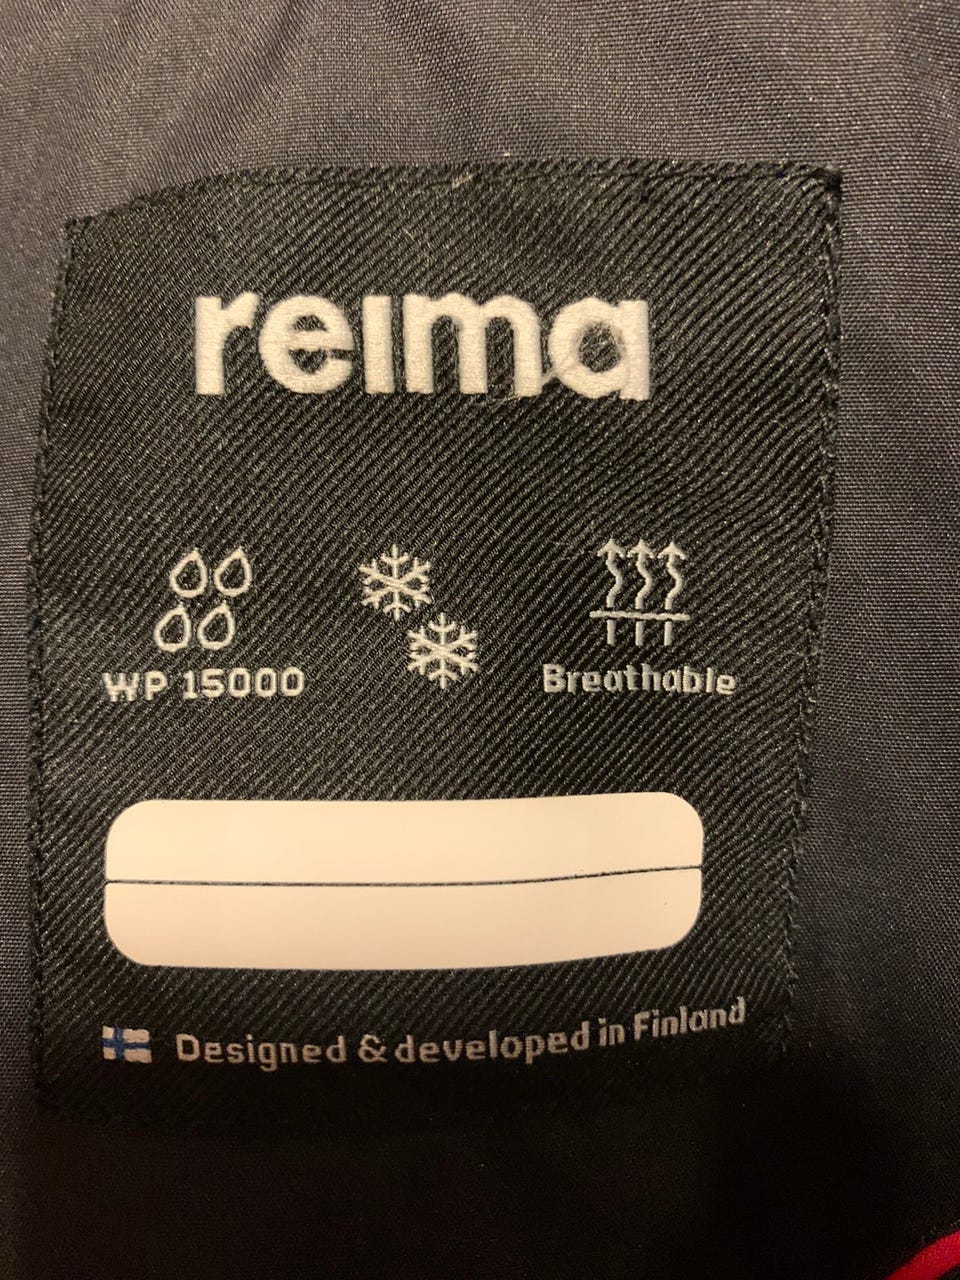 reima
WP 15000
Breathable
Designed & developed in Finland